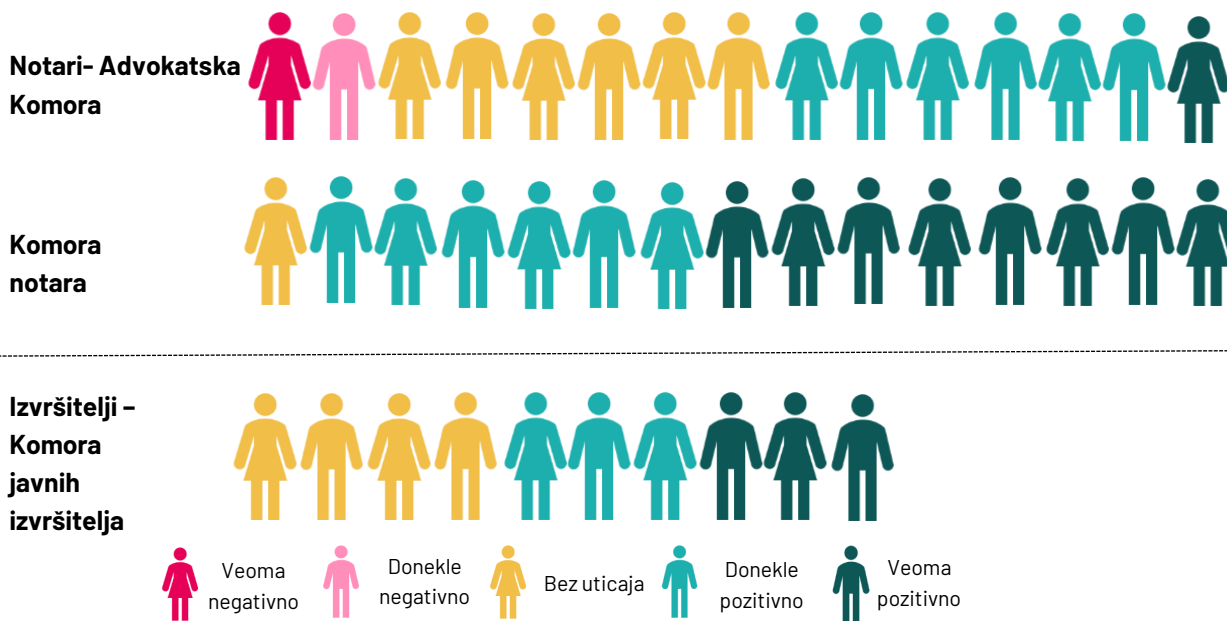 Notari- Advokatska
Komora
Komora
notara
Izvršitelji –
Komora
javnih
izvršitelja
Veoma
negativno
Donekle
negativno
Bez uticaja
Donekle
pozitivno
Veoma
pozitivno